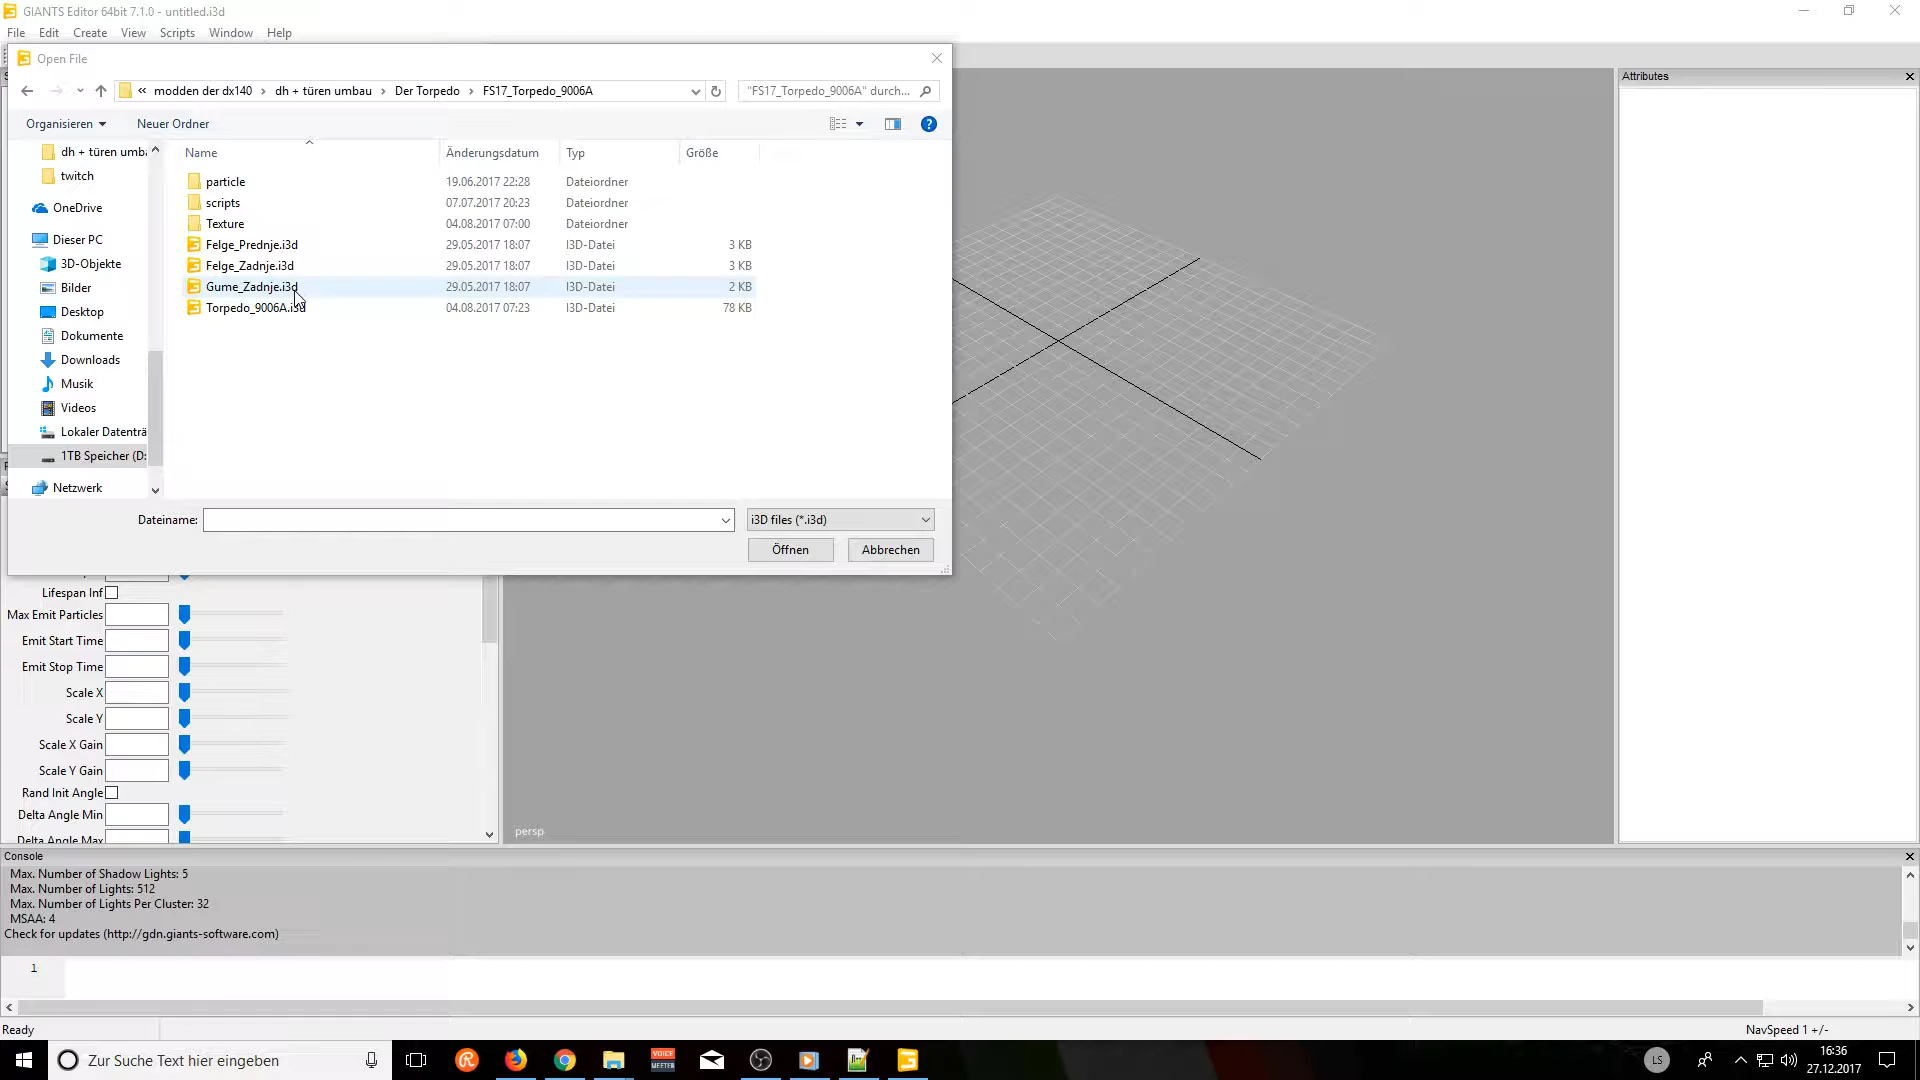 GIANTS Editor 64bit 7.1.0 - untitled.i3d
File Edit Create View Scripts Window Help
Open File
« modden der dx140 › dh + türen umbau › Der Torpedo › FS17_Torpedo_9006A
"FS17_Torpedo_9006A" durch...
Organisieren Neuer Ordner
dh + türen umba
twitch
OneDrive
Dieser PC
3D-Objekte
Bilder
Desktop
Dokumente
Downloads
Musik
Videos
Lokaler Datenträ
1TB Speicher (D:
Netzwerk
Name Änderungsdatum Typ Größe
particle 19.06.2017 22:28 Dateiordner
scripts 07.07.2017 20:23 Dateiordner
Texture 04.08.2017 07:00 Dateiordner
Felge_Prednje.i3d 29.05.2017 18:07 I3D-Datei 3 KB
Felge_Zadnje.i3d 29.05.2017 18:07 I3D-Datei 3 KB
Gume_Zadnje.i3d 29.05.2017 18:07 I3D-Datei 2 KB
Torpedo_9006A.i3d 04.08.2017 07:23 I3D-Datei 78 KB
Dateiname:
i3D files (*.i3d)
Öffnen Abbrechen
Attributes
Lifespan Inf
Max Emit Particles
Emit Start Time
Emit Stop Time
Scale X
Scale Y
Scale X Gain
Scale Y Gain
Rand Init Angle
Delta Angle Min
Delta Angle Max
persp
Console
Max. Number of Shadow Lights: 5
Max. Number of Lights: 512
Max. Number of Lights Per Cluster: 32
MSAA: 4
Check for updates (http://gdn.giants-software.com)
1
Ready
NavSpeed 1 +/-
Zur Suche Text hier eingeben
VOICE
MEETER
LS
16:36
27.12.2017